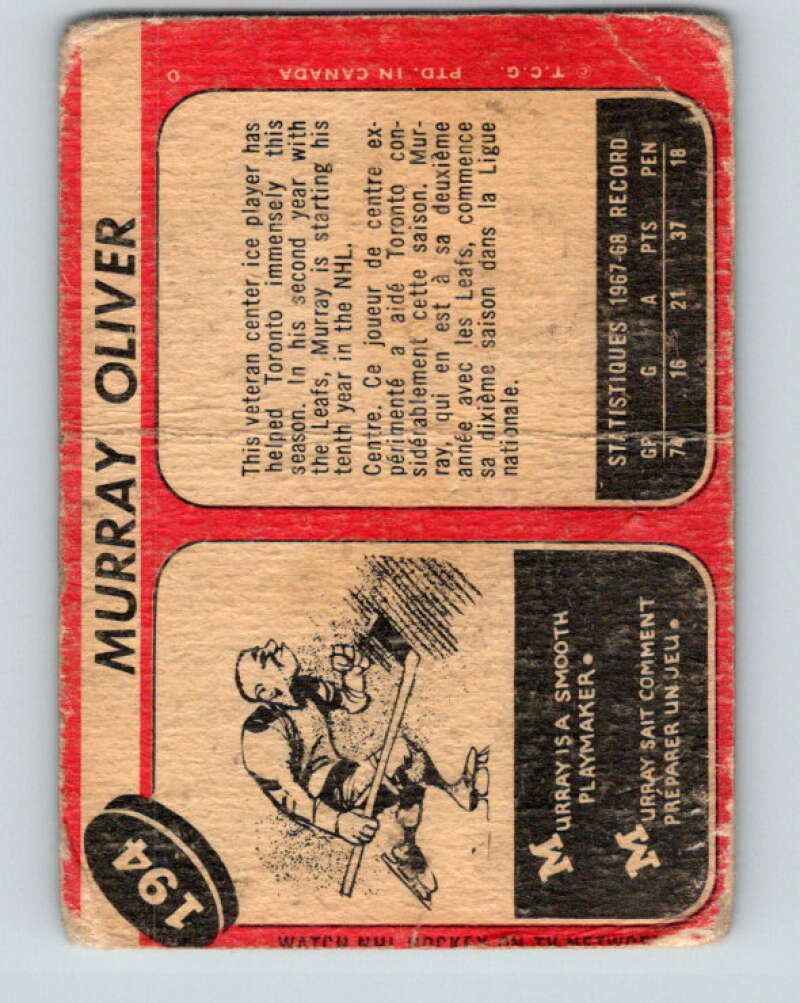 194
MURRAY OLIVER
MURRAY IS A SMOOTH
PLAYMAKER.
MURRAY SAIT COMMENT
PRÉPARER UN JEU.
This veteran center ice player has
helped Toronto immensely this
season. In his second year with
the Leafs, Murray is starting his
tenth year in the NHL.
Centre. Ce joueur de centre ex-
périmenté a aidé Toronto con-
sidérablement cette saison. Mur-
ray, qui en est à sa deuxième
année avec les Leafs, commence
sa dixième saison dans la Ligue
nationale.
STATISTIQUES 1967-68 RECORD
GP G A PTS PEN
74 16 21 37 18
© T.C.G. PTD. IN CANADA D
WATCH NHL HOCKEY ON TV NETWO